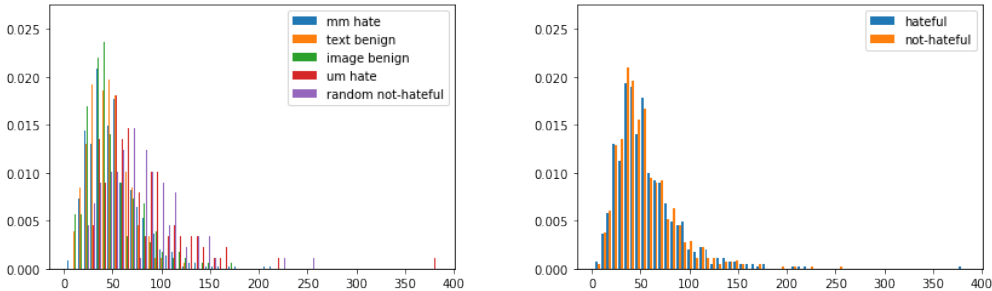 mm hate
text benign
image benign
um hate
random not-hateful
0.025
0.020
0.015
0.010
0.005
0.000
0 50 100 150 200 250 300 350 400
hateful
not-hateful
0.025
0.020
0.015
0.010
0.005
0.000
0 50 100 150 200 250 300 350 400